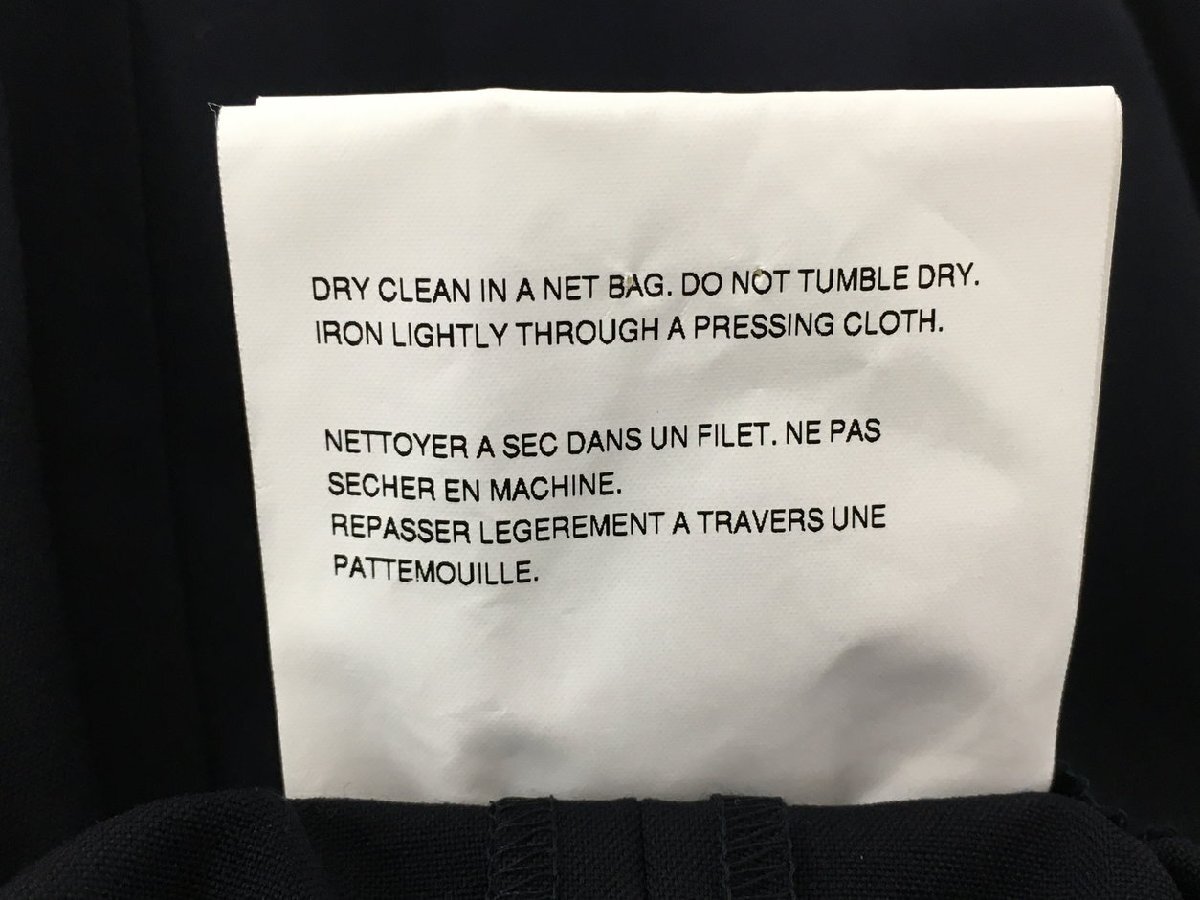 DRY CLEAN IN A NET BAG. DO NOT TUMBLE DRY.
IRON LIGHTLY THROUGH A PRESSING CLOTH.
NETTOYER A SEC DANS UN FILET. NE PAS
SECHER EN MACHINE.
REPASSER LEGEREMENT A TRAVERS UNE
PATTEMOUILLE.